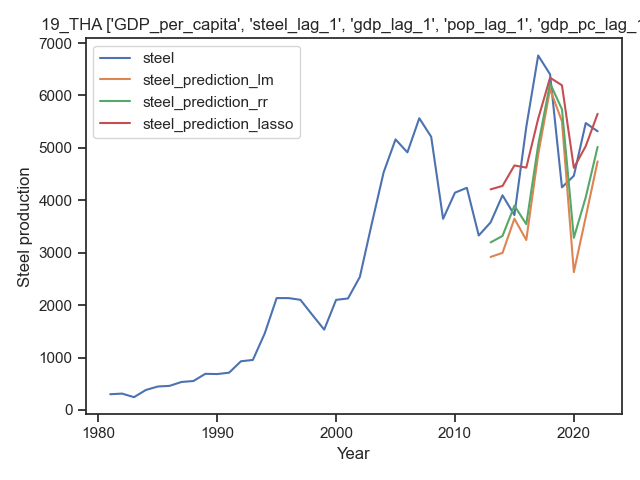 19_THA ['GDP_per_capita', 'steel_lag_1', 'gdp_lag_1', 'pop_lag_1', 'gdp_pc_lag_1
7000
6000
5000
4000
3000
2000
1000
0
steel
steel_prediction_lm
steel_prediction_rr
steel_prediction_lasso
Steel production
1980
1990
2000
2010
2020
Year